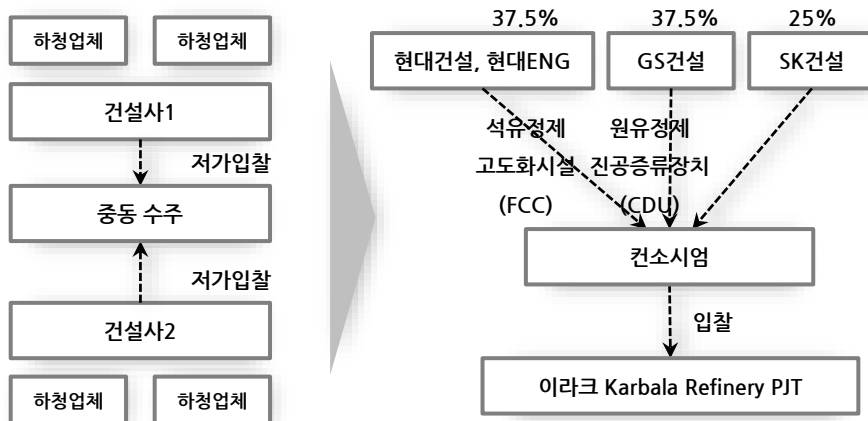 하청업체 하청업체
건설사1
저가입찰
중동 수주
저가입찰
건설사2
하청업체 하청업체
37.5% 37.5% 25%
현대건설, 현대ENG GS건설 SK건설
석유정제
고도화시설
(FCC)
원유정제
진공증류장치
(CDU)
컨소시엄
입찰
이라크 Karbala Refinery PJT